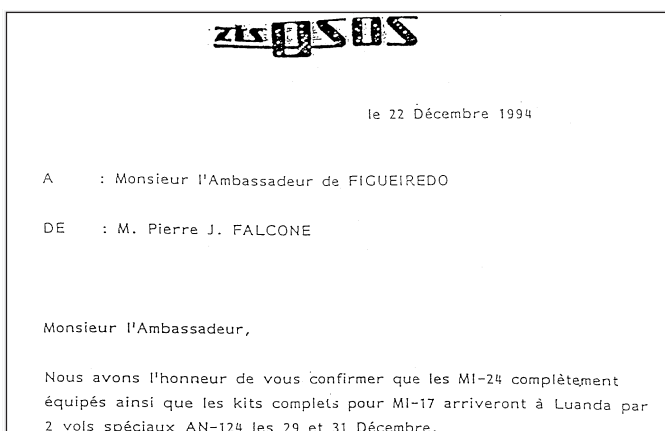 zts OSOS
le 22 Décembre 1994
A : Monsieur l'Ambassadeur de FIGUEIREDO
DE : M. Pierre J. FALCONE
Monsieur l'Ambassadeur,
Nous avons l'honneur de vous confirmer que les MI-24 complètement
équipés ainsi que les kits complets pour MI-17 arriveront à Luanda par
2 vols spéciaux AN-124 les 29 et 31 Décembre.